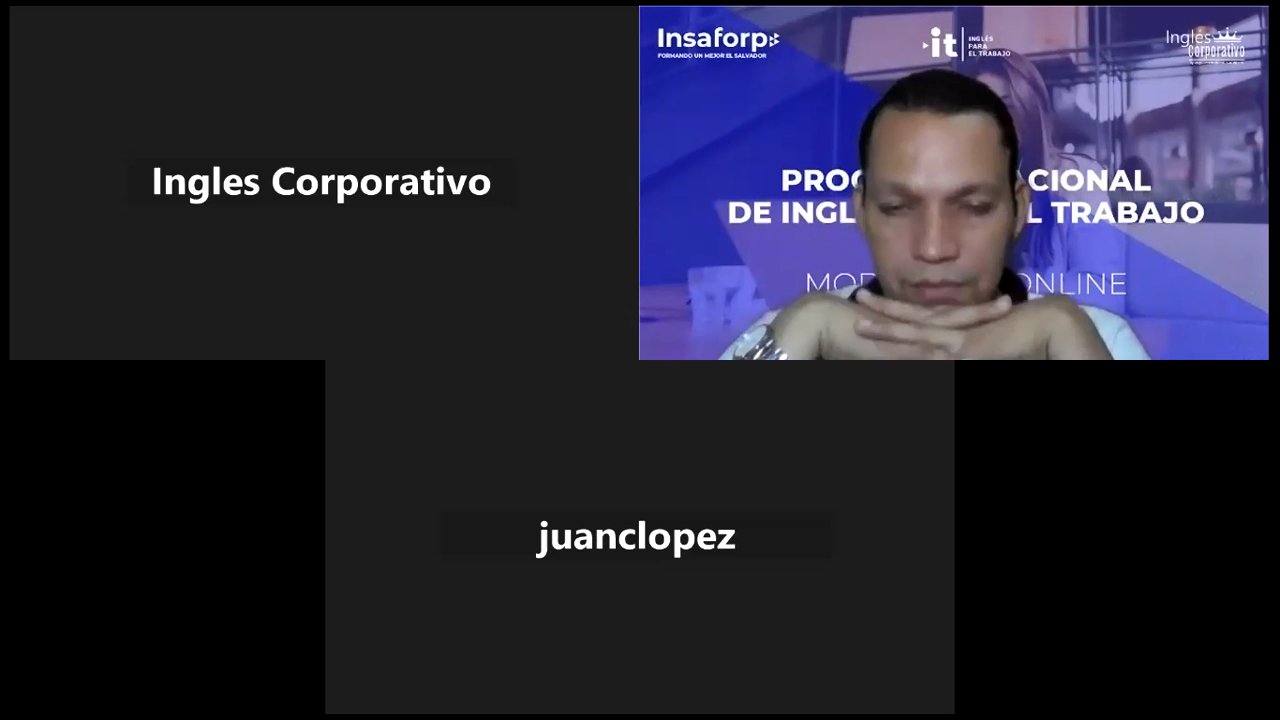 Ingles Corporativo
Insaforp
FORMANDO UN MEJOR EL SALVADOR
it
INGLÉS
PARA
EL TRABAJO
Inglés
Corporativo
PROG CIONAL
DE INGL L TRABAJO
MOD ONLINE
juanclopez